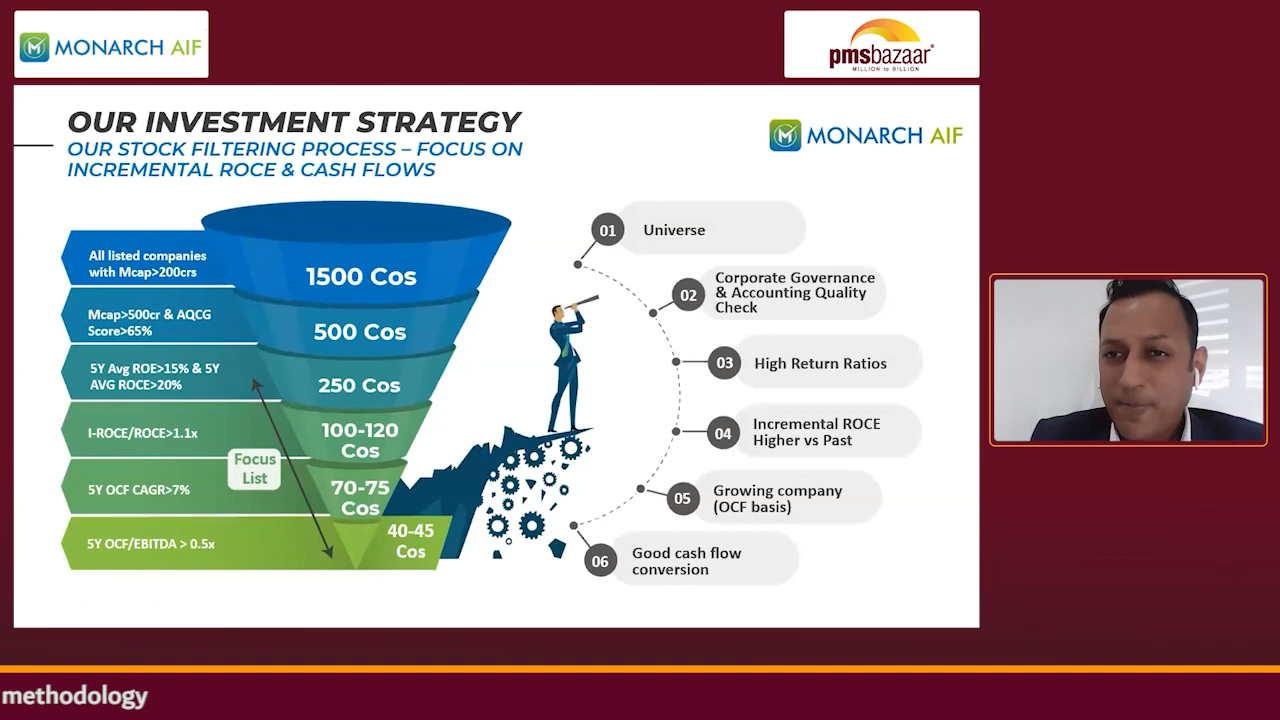 MONARCH AIF
pmsbazaar
MILLION to BILLION
OUR INVESTMENT STRATEGY
OUR STOCK FILTERING PROCESS – FOCUS ON
INCREMENTAL ROCE & CASH FLOWS
MONARCH AIF
All listed companies
with Mcap>200crs
1500 Cos
Mcap>500cr & AQCG
Score>65%
500 Cos
5Y Avg ROE>15% & 5Y
AVG ROCE>20%
250 Cos
I-ROCE/ROCE>1.1x
100-120
Cos
Focus
List
5Y OCF CAGR>7%
70-75
Cos
5Y OCF/EBITDA > 0.5x
40-45
Cos
01
Universe
02
Corporate Governance
& Accounting Quality
Check
03
High Return Ratios
04
Incremental ROCE
Higher vs Past
05
Growing company
(OCF basis)
06
Good cash flow
conversion
methodology